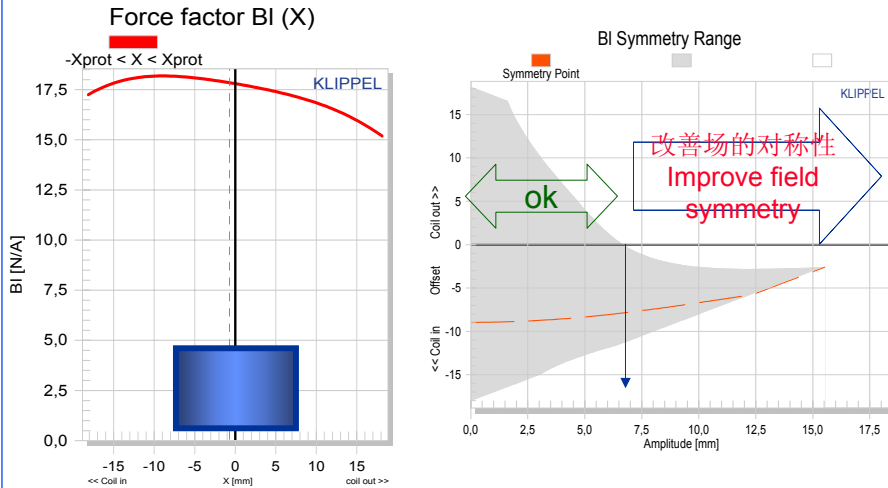 Force factor Bl (X)
-Xprot < X < Xprot
KLIPPEL
Bl [N/A]
17,5
15,0
12,5
10,0
7,5
5,0
2,5
0,0
-15 -10 -5 0 5 10 15
<< Coil in X [mm] coil out >>
Bl Symmetry Range
Symmetry Point
KLIPPEL
<< Coil in Offset Coil out >>
15
10
5
0
-5
-10
-15
改善场的对称性
ok
Improve field
symmetry
0,0 2,5 5,0 7,5 10,0 12,5 15,0 17,5
Amplitude [mm]